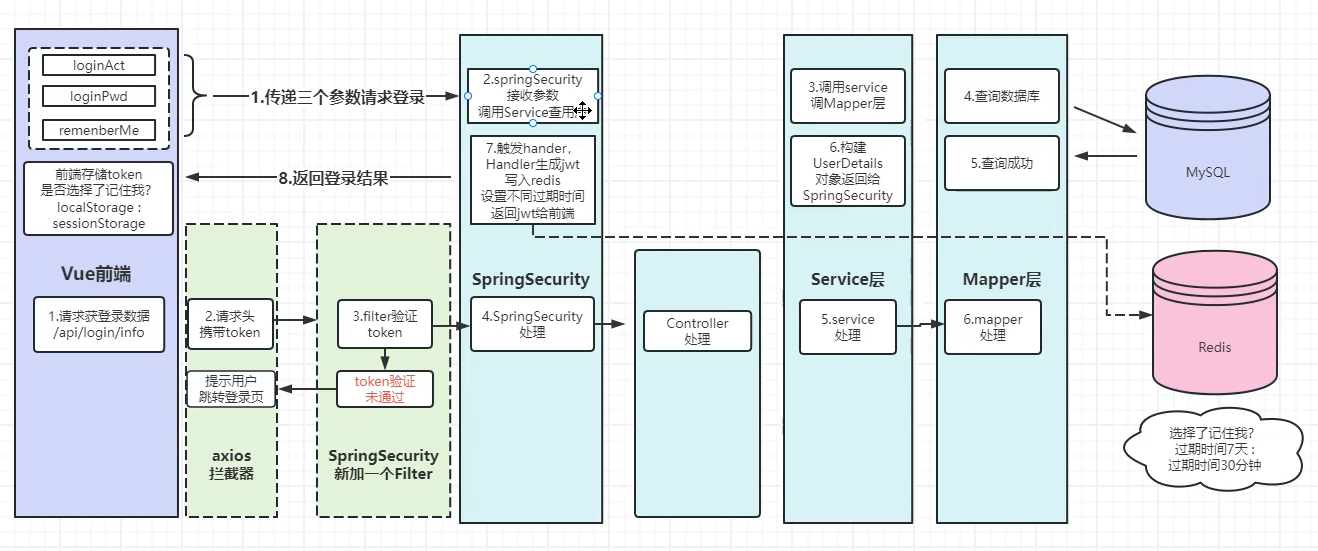 loginAct
loginPwd
remenberMe
1.传递三个参数请求登录
2.springSecurity
接收参数
调用Service查用
3.调用service
调Mapper层
4.查询数据库
MySQL
前端存储token
是否选择了记住我?
localStorage :
sessionStorage
8.返回登录结果
7.触发hander,
Handler生成jwt
写入redis
设置不同过期时间
返回jwt给前端
6.构建
UserDetails
对象返回给
SpringSecurity
5.查询成功
Vue前端
SpringSecurity
Service层
Mapper层
1.请求获登录数据
/api/login/info
2.请求头
携带token
3.filter验证
token
4.SpringSecurity
处理
Controller
处理
5.service
处理
6.mapper
处理
Redis
提示用户
跳转登录页
token验证
未通过
axios
拦截器
SpringSecurity
新加一个Filter
选择了记住我?
过期时间7天 :
过期时间30分钟